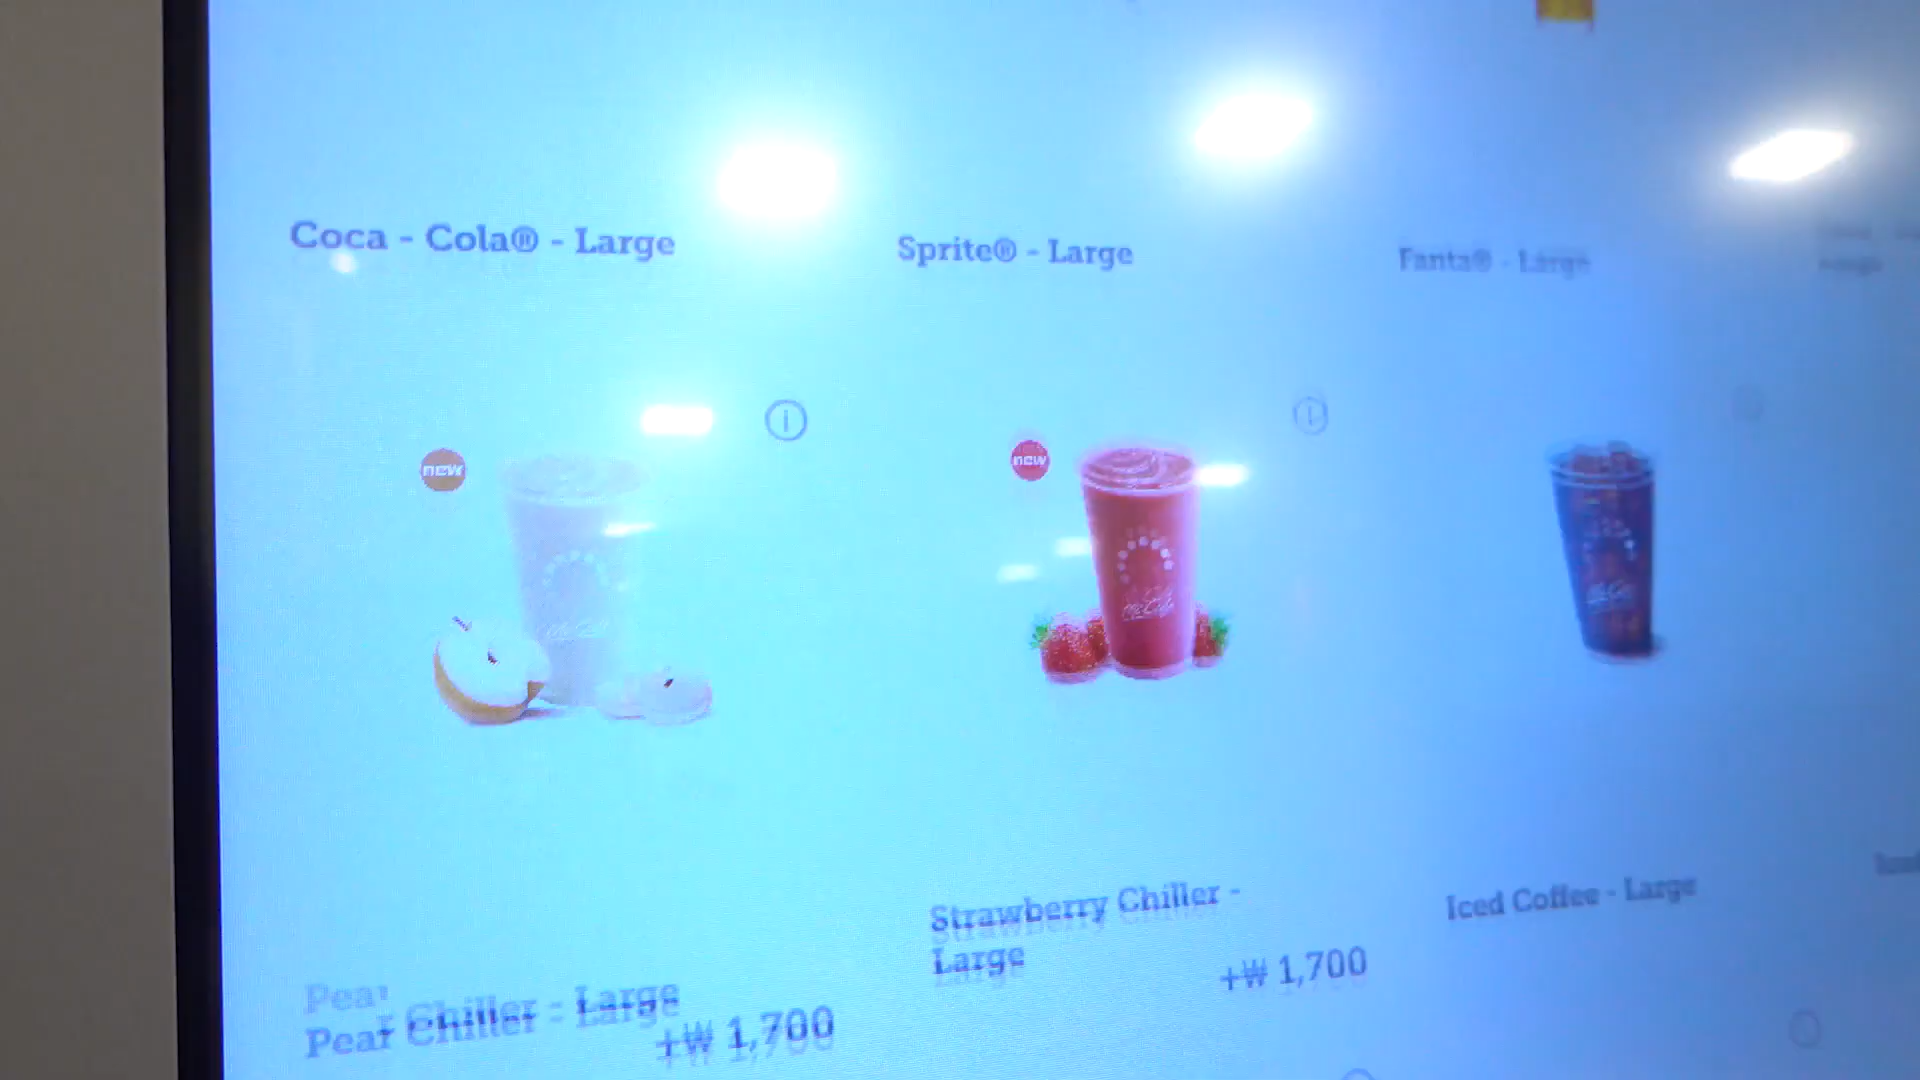 Coca - Cola® - Large
Sprite® - Large
Fanta® - Large
new
new
McCafé
Strawberry Chiller -
Large
+₩ 1,700
Iced Coffee - Large
Pear Chiller - Large
+₩ 1,700